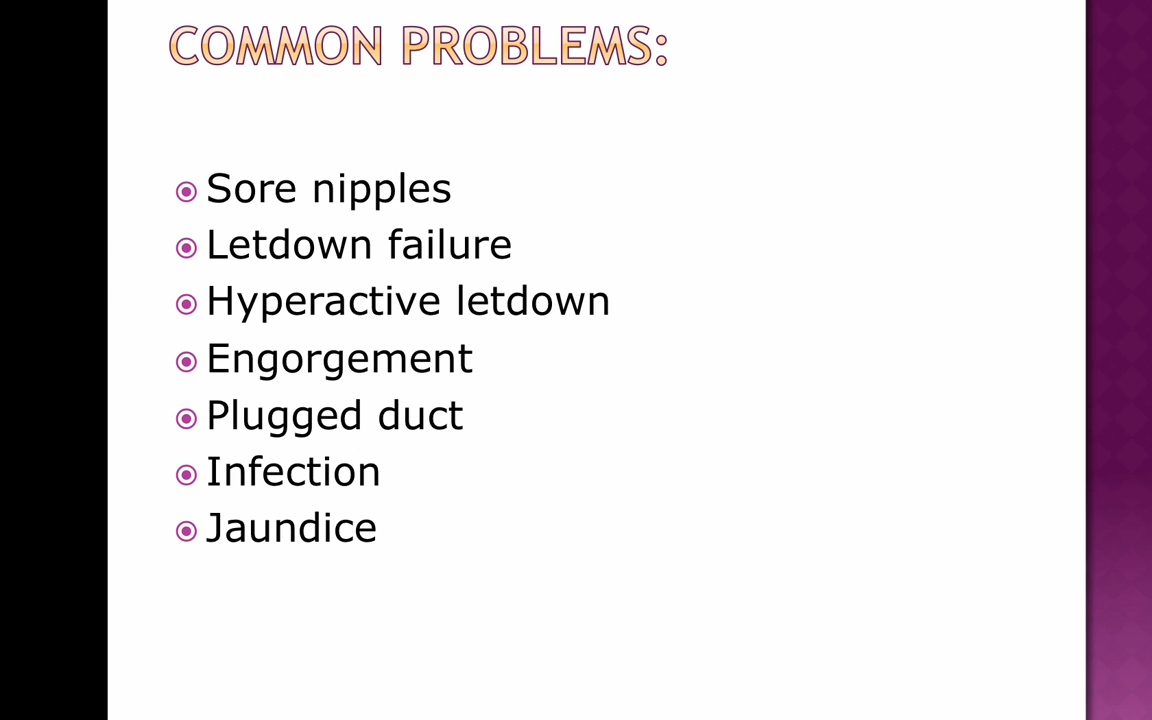 COMMON PROBLEMS:
Sore nipples
Letdown failure
Hyperactive letdown
Engorgement
Plugged duct
Infection
Jaundice